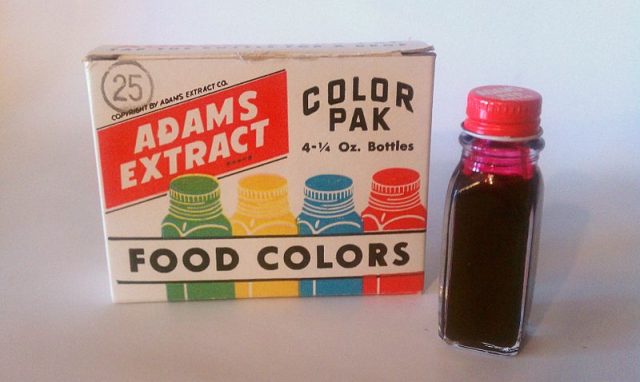 25
COPYRIGHT BY ADAMS EXTRACT CO.
ADAMS
EXTRACT
COLOR
PAK
4-¼ Oz. Bottles
FOOD COLORS